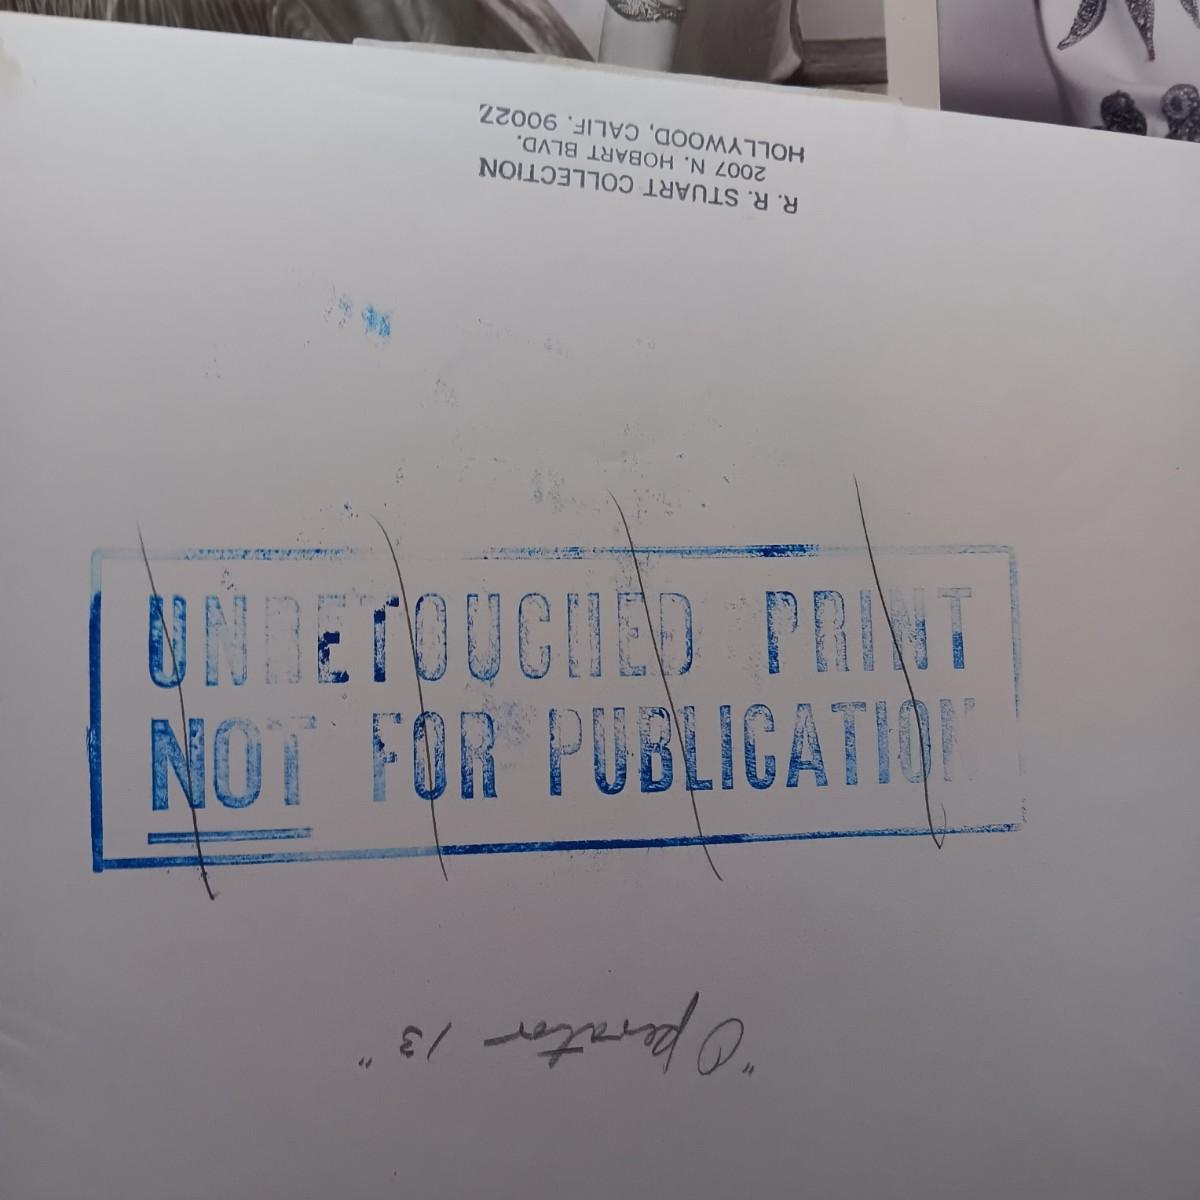 R. R. STUART COLLECTION
2007 N. HOBART BLVD.
HOLLYWOOD, CALIF. 90027
UNRETOUCHED PRINT
NOT FOR PUBLICATION
"Operator 13"